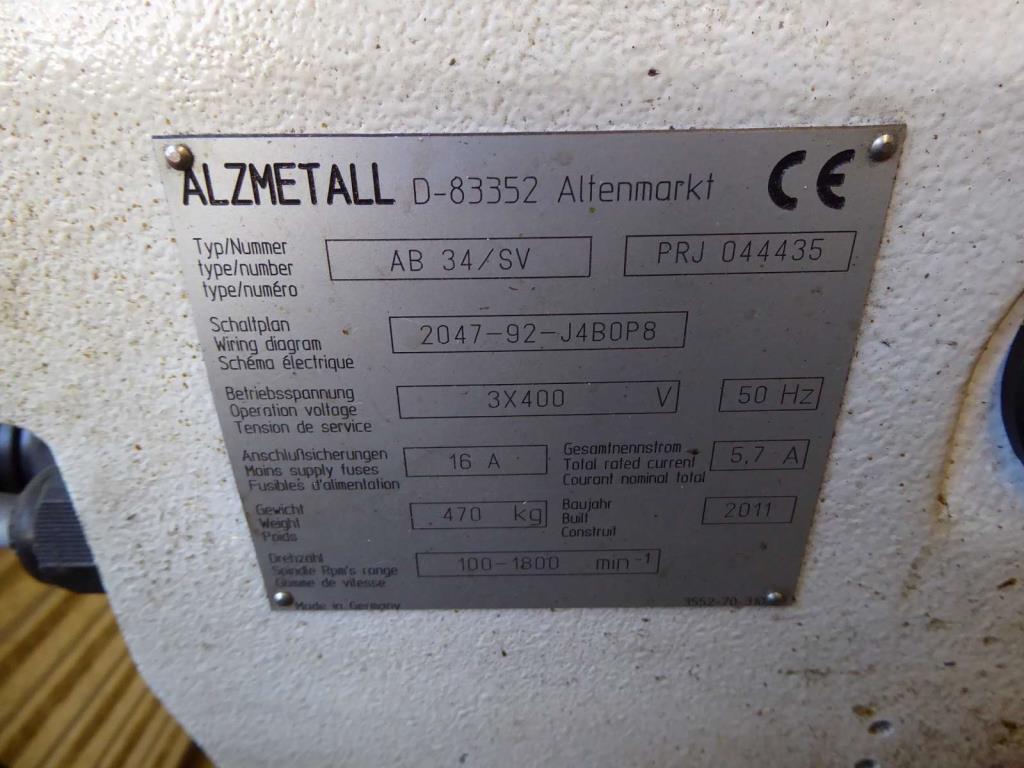 ALZMETALL D-83352 Altenmarkt CE
Typ/Nummer
type/number AB 34/SV PRJ 044435
type/numéro
Schaltplan
Wiring diagram 2047-92-J4B0P8
Schéma électrique
Betriebsspannung
Operation voltage 3X400 V 50 Hz
Tension de service
Anschlußsicherungen Gesamtnennstrom
Mains supply fuses 16 A Total rated current 5,7 A
Fusibles d'alimentation Courant nominal total
Gewicht Baujahr
Weight 470 kg Built 2011
Poids Construit
Drehzahl
Spindle Rpm's range 100-1800 min-1
Gamme de vitesse
Made in Germany 3552-70